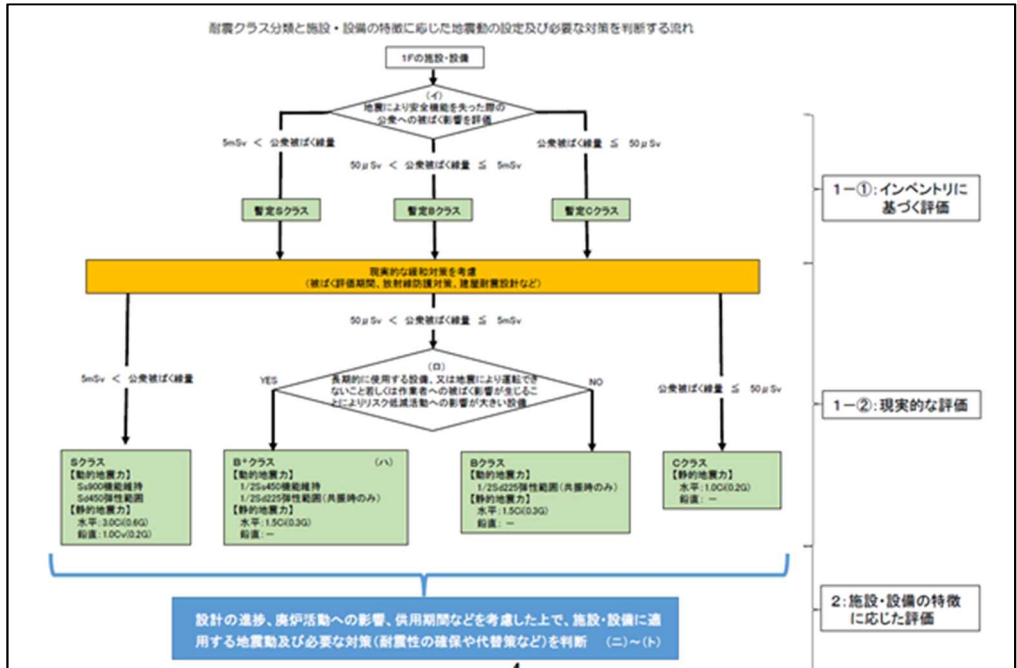 耐震クラス分類と施設・設備の特徴に応じた地震動の設定及び必要な対策を判断する流れ
1Fの施設・設備
(イ)
地震により安全機能を失った際の
公衆への被ばく影響を評価
5mSv ＜ 公衆被ばく線量
50μSv ＜ 公衆被ばく線量 ≦ 5mSv
公衆被ばく線量 ≦ 50μSv
暫定Sクラス
暫定Bクラス
暫定Cクラス
1－①：インベントリに
基づく評価
現実的な緩和対策を考慮
(被ばく評価期間、放射線防護対策、建屋耐震設計など)
50μSv ＜ 公衆被ばく線量 ≦ 5mSv
5mSv ＜ 公衆被ばく線量
YES
(ロ)
長期的に使用する設備、又は地震により運転でき
ないこと若しくは作業者への被ばく影響が生じるこ
とによりリスク低減活動への影響が大きい設備
NO
公衆被ばく線量 ≦ 50μSv
1－②：現実的な評価
Sクラス
【動的地震力】
Ss900機能維持
Sd450弾性範囲
【静的地震力】
水平：3.0Ci(0.6G)
鉛直：1.0Cv(0.2G)
B+クラス (ハ)
【動的地震力】
1/2Ss450機能維持
1/2Sd225弾性範囲(共振時のみ)
【静的地震力】
水平：1.5Ci(0.3G)
鉛直：－
Bクラス
【動的地震力】
1/2Sd225弾性範囲(共振時のみ)
【静的地震力】
水平：1.5Ci(0.3G)
鉛直：－
Cクラス
【静的地震力】
水平：1.0Ci(0.2G)
鉛直：－
設計の進捗、廃炉活動への影響、供用期間などを考慮した上で、施設・設備に適
用する地震動及び必要な対策(耐震性の確保や代替策など)を判断 (ニ)～(ト)
2：施設・設備の特徴
に応じた評価